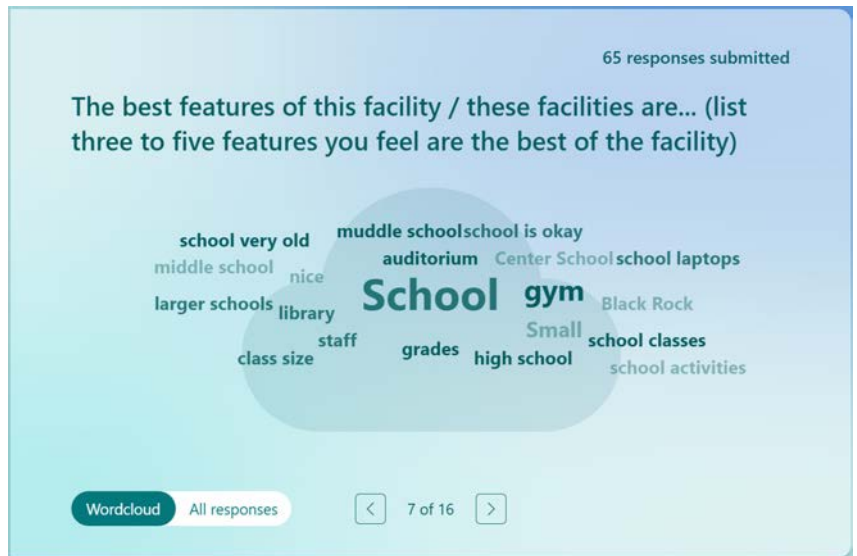 65 responses submitted
The best features of this facility / these facilities are... (list
three to five features you feel are the best of the facility)
muddle school school is okay
school very old
auditorium Center School school laptops
middle school nice
School gym
larger schools library Black Rock
Small
staff school classes
class size grades high school
school activities
Wordcloud All responses < 7 of 16 >